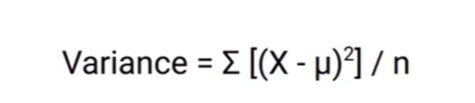 Variance = Σ [(X - μ)²] / n